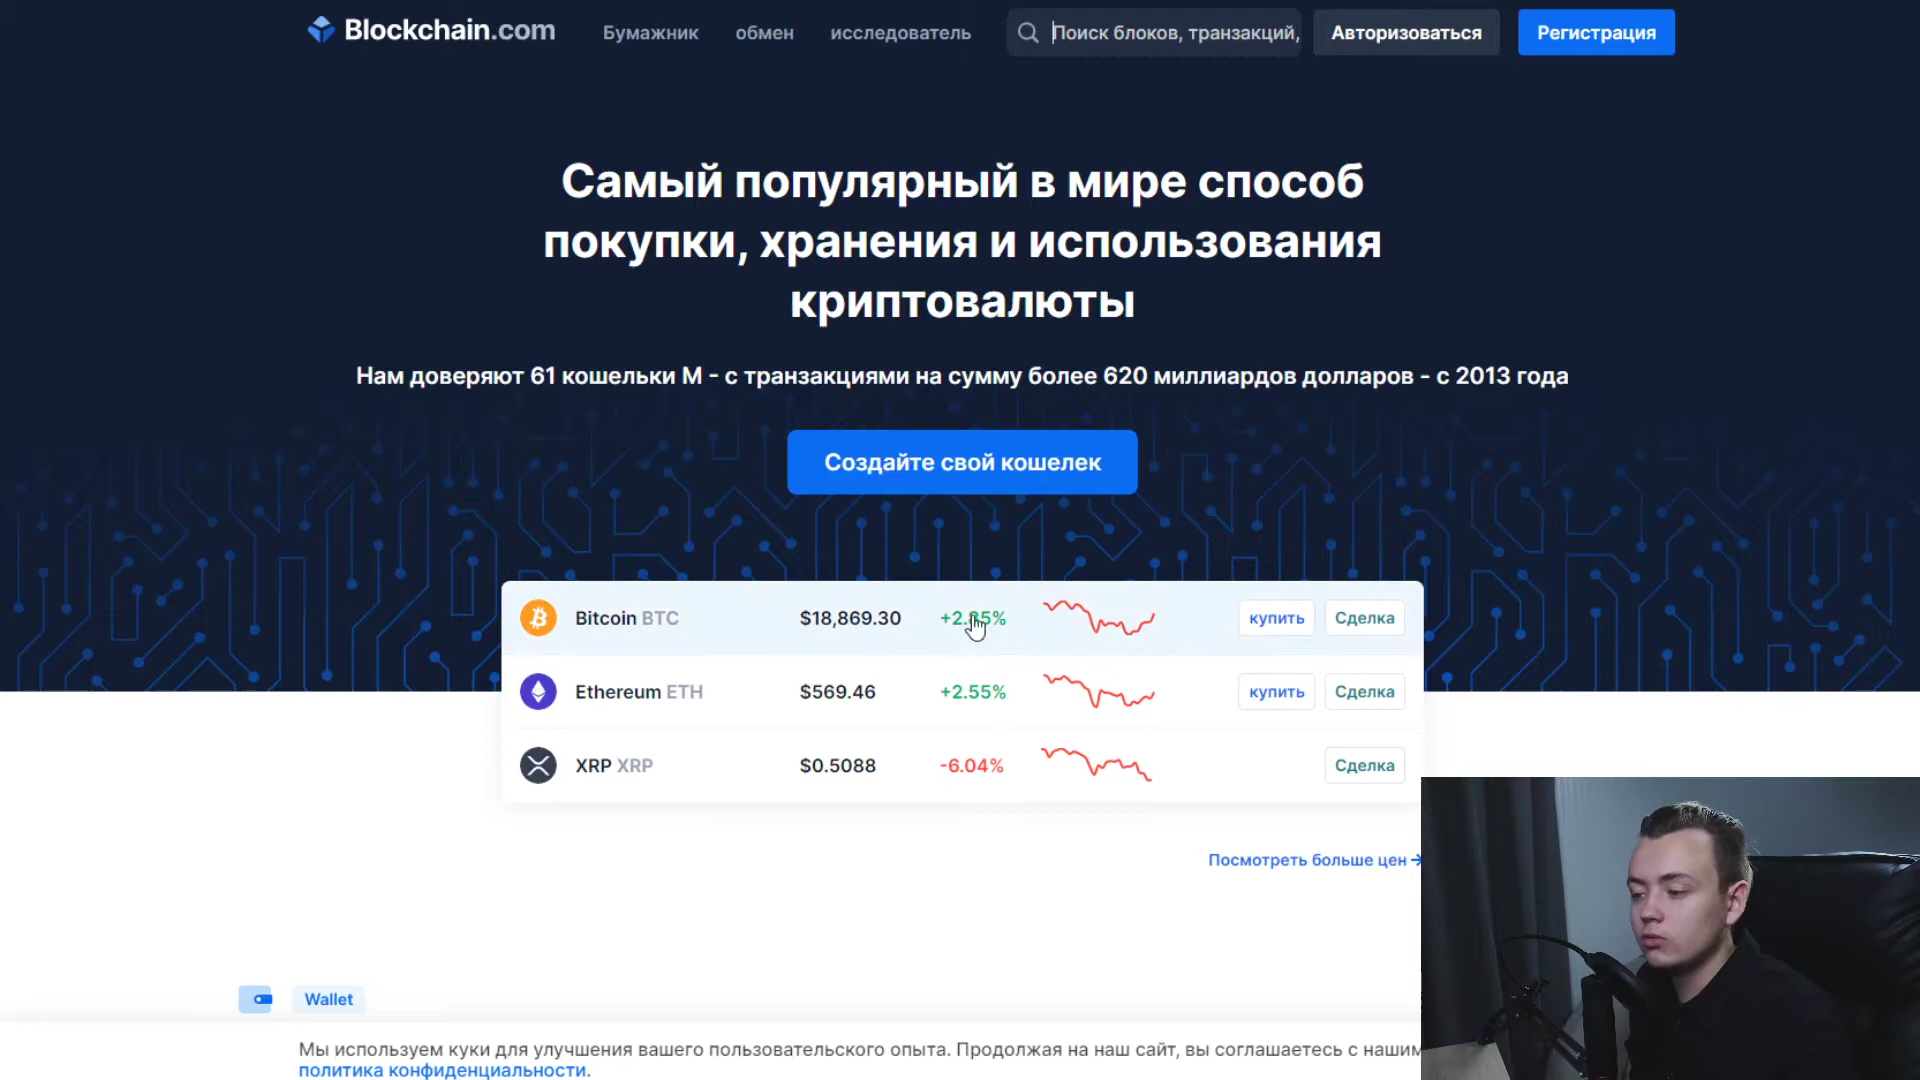 Blockchain.com
Бумажник
обмен
исследователь
Поиск блоков, транзакций,
Авторизоваться
Регистрация
Самый популярный в мире способ
покупки, хранения и использования
криптовалюты
Нам доверяют 61 кошельки M - с транзакциями на сумму более 620 миллиардов долларов - с 2013 года
Создайте свой кошелек
Bitcoin BTC $18,869.30 купить Сделка
Ethereum ETH $569.46 +2.55% купить Сделка
XRP XRP $0.5088 -6.04% Сделка
Посмотреть больше цен →
Wallet
Мы используем куки для улучшения вашего пользовательского опыта. Продолжая на наш сайт, вы соглашаетесь с нашим
политика конфиденциальности.